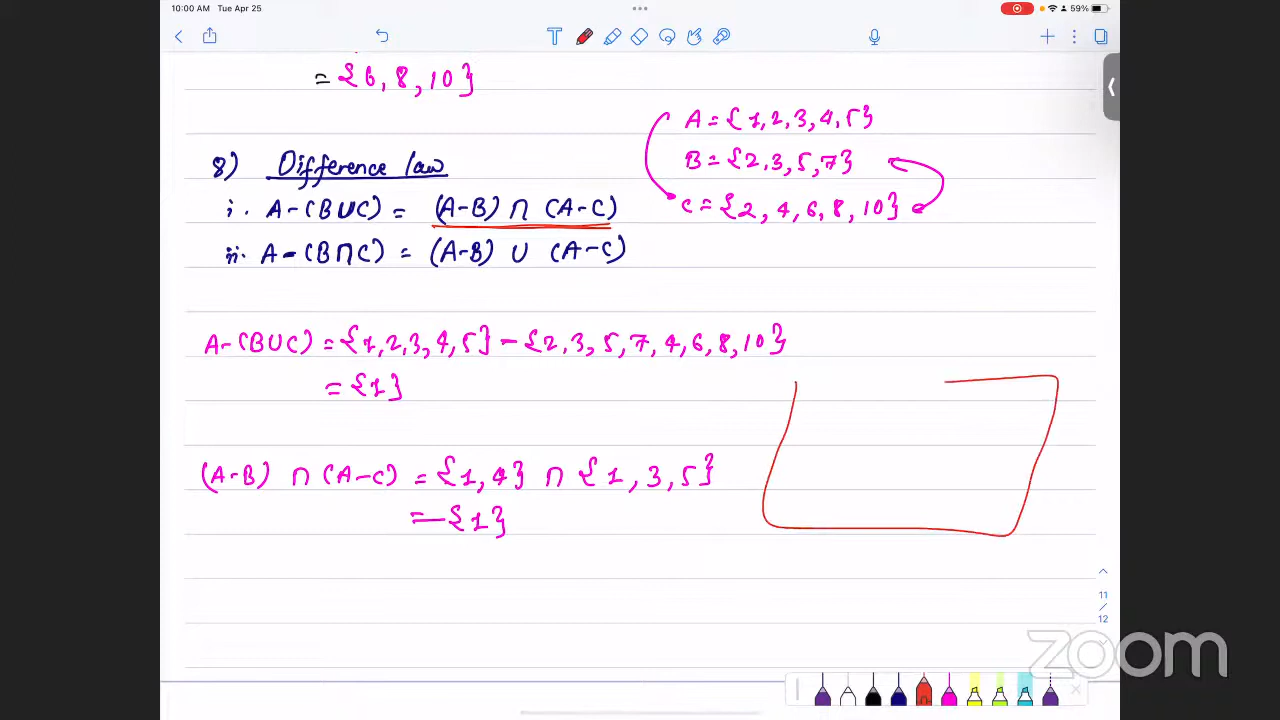 10:00 AM Tue Apr 25
59%
= {6, 8, 10}
A = {1, 2, 3, 4, 5}
B = {2, 3, 5, 7}
C = {2, 4, 6, 8, 10}
8) Difference law
i. A-(B∪C) = (A-B) ∩ (A-C)
ii. A-(B∩C) = (A-B) ∪ (A-C)
A-(B∪C) = {1, 2, 3, 4, 5} - {2, 3, 5, 7, 4, 6, 8, 10}
= {1}
(A-B) ∩ (A-C) = {1, 4} ∩ {1, 3, 5}
= {1}
11
/
12
zoom